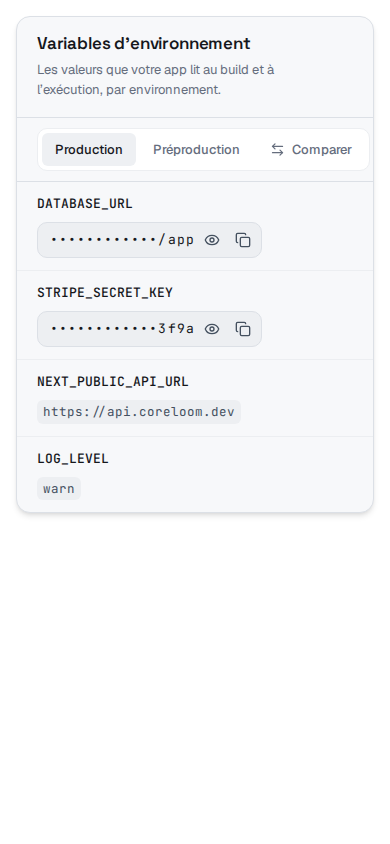 Variables d'environnement
Les valeurs que votre app lit au build et à
l'exécution, par environnement.
Production Préproduction Comparer
DATABASE_URL
••••••••••••/app
STRIPE_SECRET_KEY
••••••••••••3f9a
NEXT_PUBLIC_API_URL
https://api.coreloom.dev
LOG_LEVEL
warn